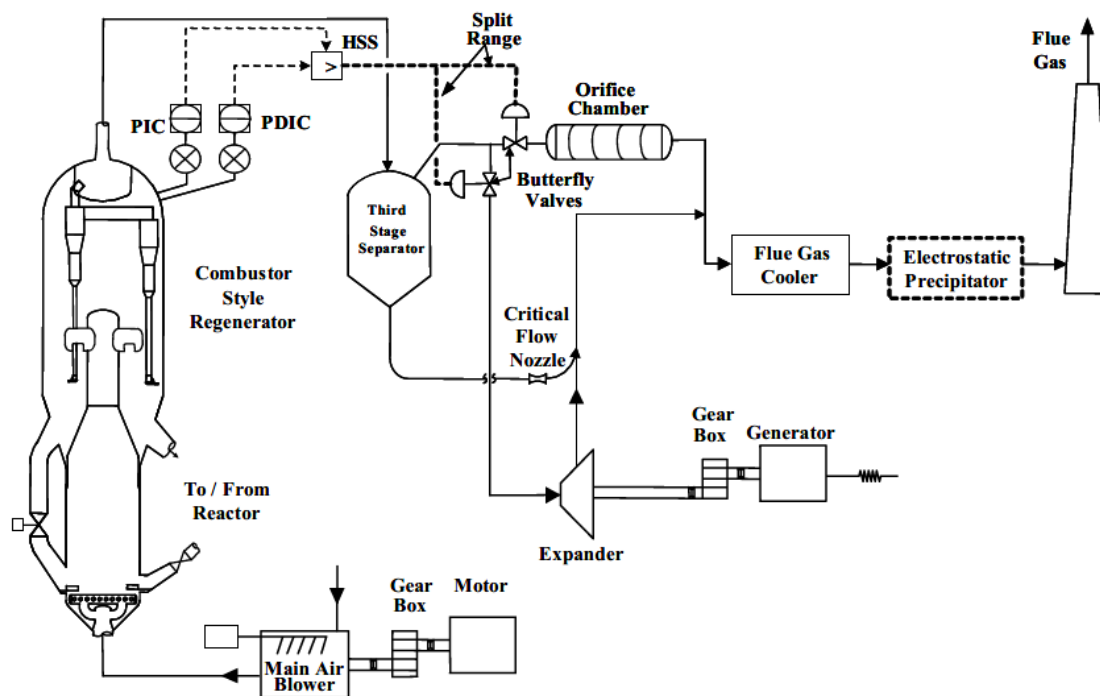 Split
Range
HSS
>
PIC
PDIC
Orifice
Chamber
Flue
Gas
Butterfly
Valves
Third
Stage
Separator
Combustor
Style
Regenerator
Flue Gas
Cooler
Electrostatic
Precipitator
Critical
Flow
Nozzle
Gear
Box
Generator
To / From
Reactor
Expander
Gear
Box
Motor
Main Air
Blower